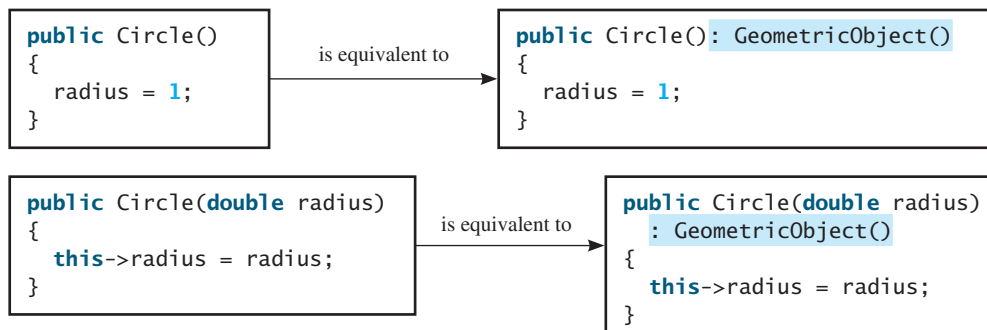 public Circle()
{
  radius = 1;
}
is equivalent to
public Circle(): GeometricObject()
{
  radius = 1;
}
public Circle(double radius)
{
  this->radius = radius;
}
is equivalent to
public Circle(double radius)
  : GeometricObject()
{
  this->radius = radius;
}